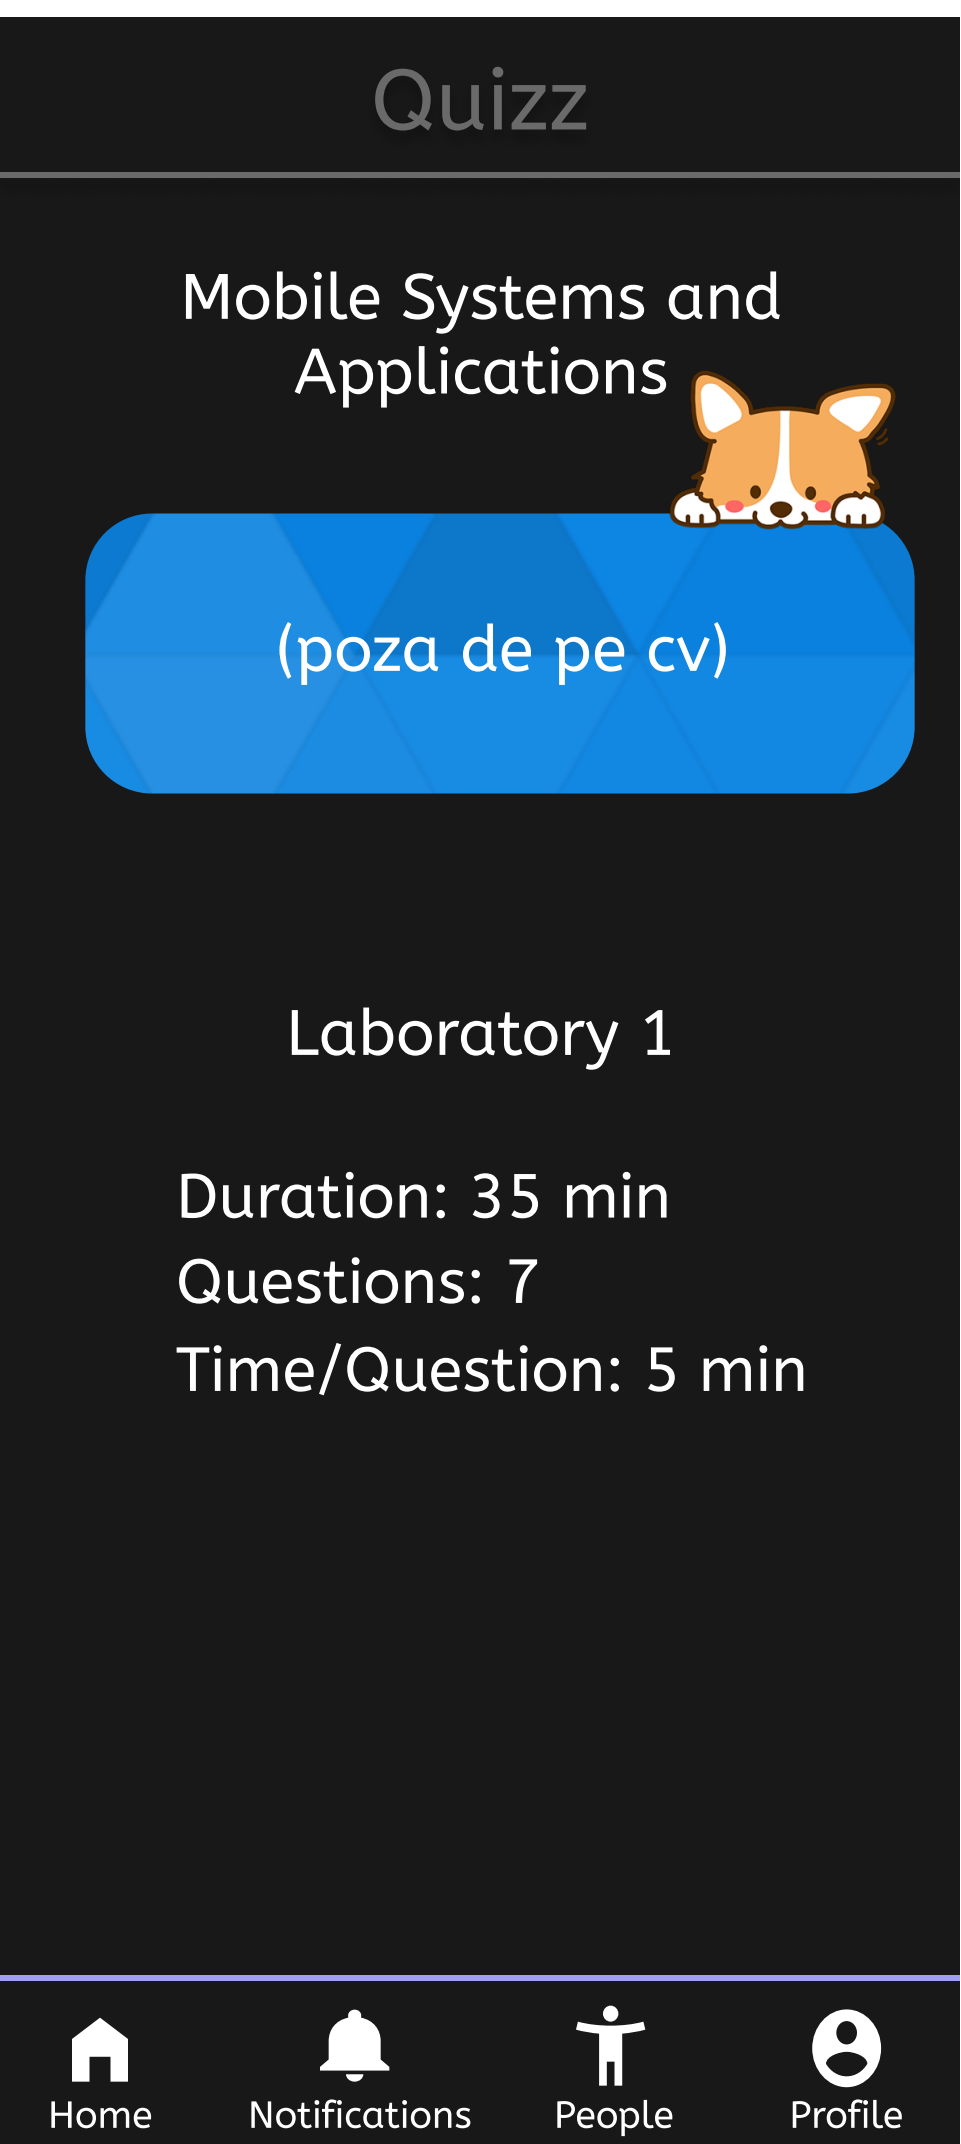 Quizz
Mobile Systems and
Applications
(poza de pe cv)
Laboratory 1
Duration: 35 min
Questions: 7
Time/Question: 5 min
Home
Notifications
People
Profile